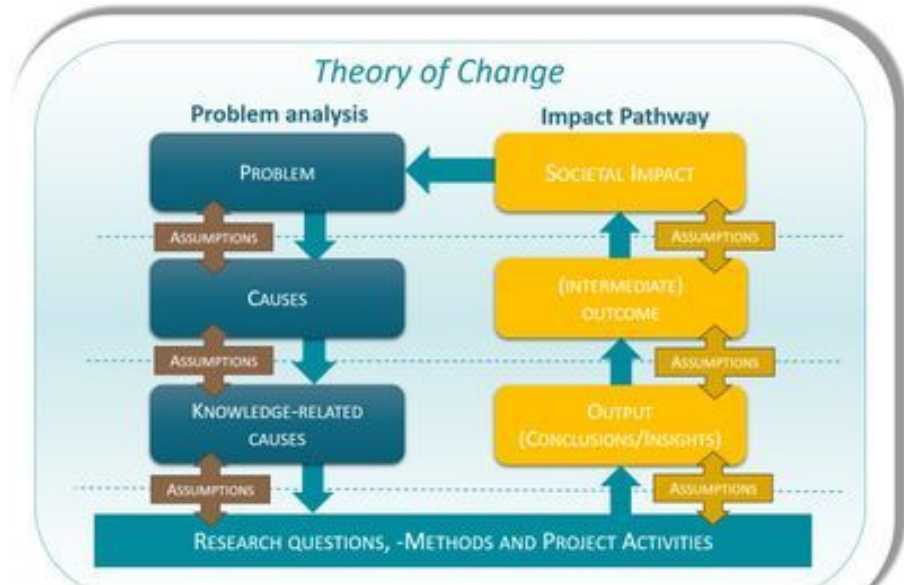 Theory of Change
Problem analysis
Impact Pathway
PROBLEM
SOCIETAL IMPACT
ASSUMPTIONS
ASSUMPTIONS
CAUSES
(INTERMEDIATE)
OUTCOME
ASSUMPTIONS
ASSUMPTIONS
KNOWLEDGE-RELATED
CAUSES
OUTPUT
(CONCLUSIONS/INSIGHTS)
ASSUMPTIONS
ASSUMPTIONS
RESEARCH QUESTIONS, -METHODS AND PROJECT ACTIVITIES